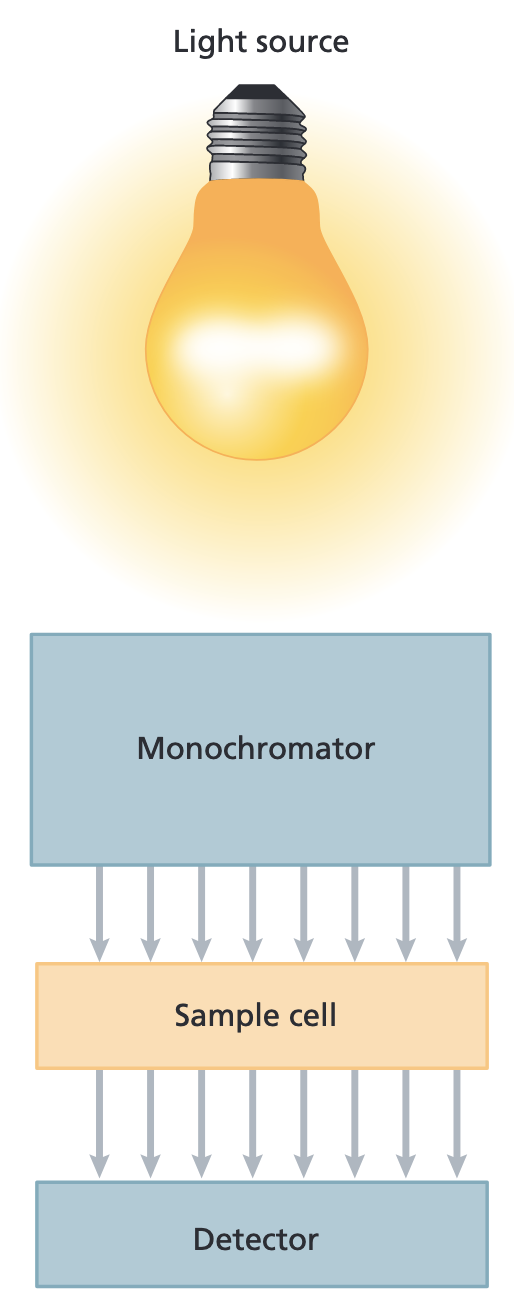 Light source
Monochromator
Sample cell
Detector